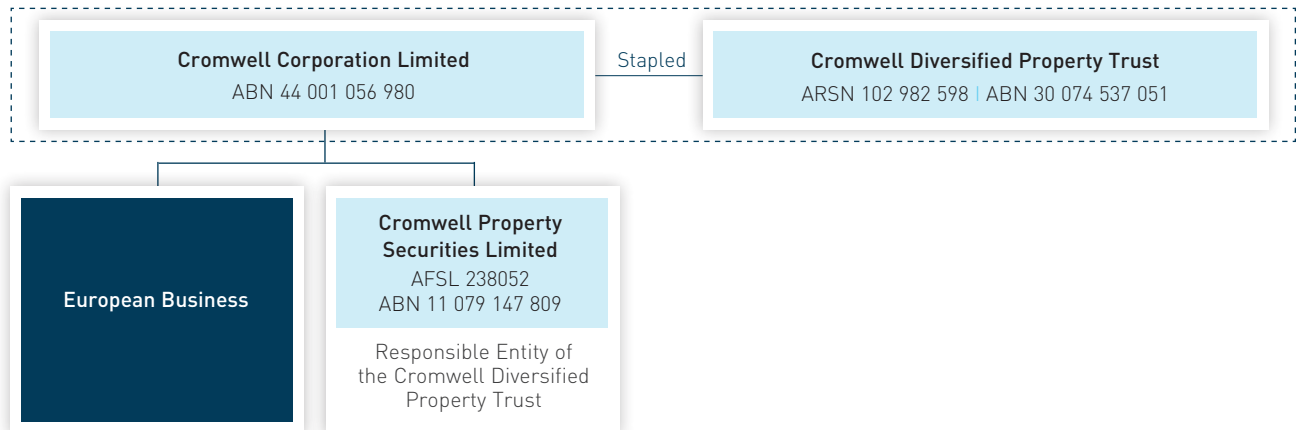 Cromwell Corporation Limited
ABN 44 001 056 980
Stapled
Cromwell Diversified Property Trust
ARSN 102 982 598 | ABN 30 074 537 051
European Business
Cromwell Property
Securities Limited
AFSL 238052
ABN 11 079 147 809
Responsible Entity of
the Cromwell Diversified
Property Trust